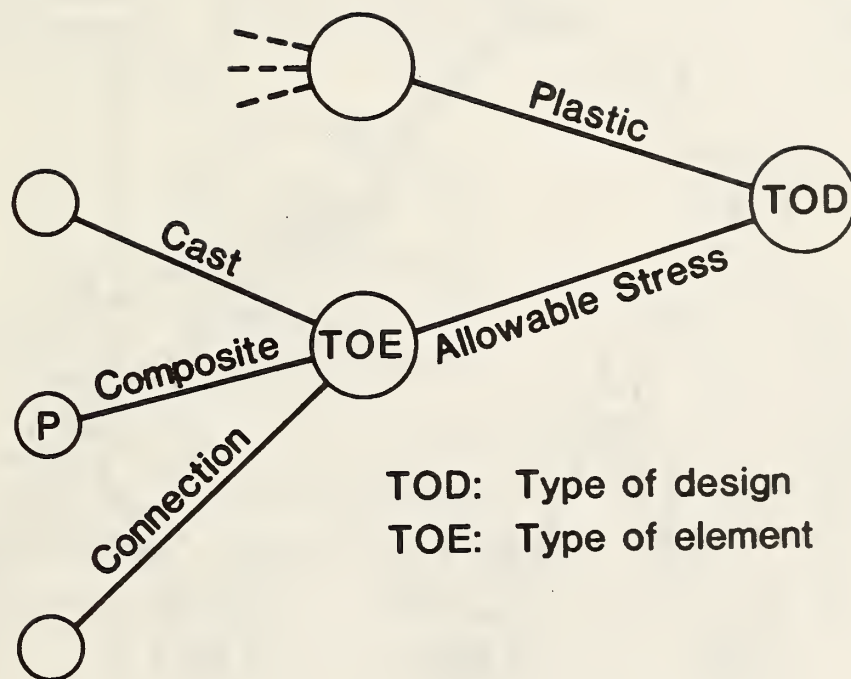 Plastic
TOD
Cast
Allowable Stress
TOE
Composite
P
Connection
TOD: Type of design
TOE: Type of element